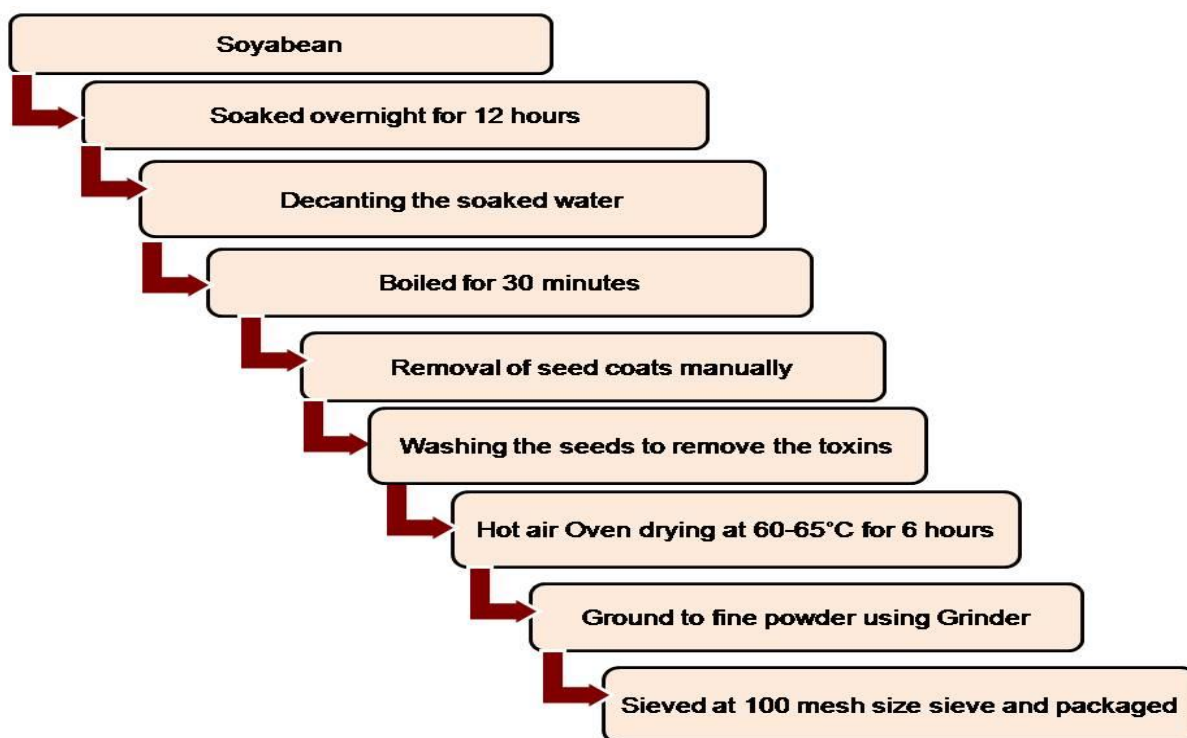 Soyabean
Soaked overnight for 12 hours
Decanting the soaked water
Boiled for 30 minutes
Removal of seed coats manually
Washing the seeds to remove the toxins
Hot air Oven drying at 60-65°C for 6 hours
Ground to fine powder using Grinder
Sieved at 100 mesh size sieve and packaged